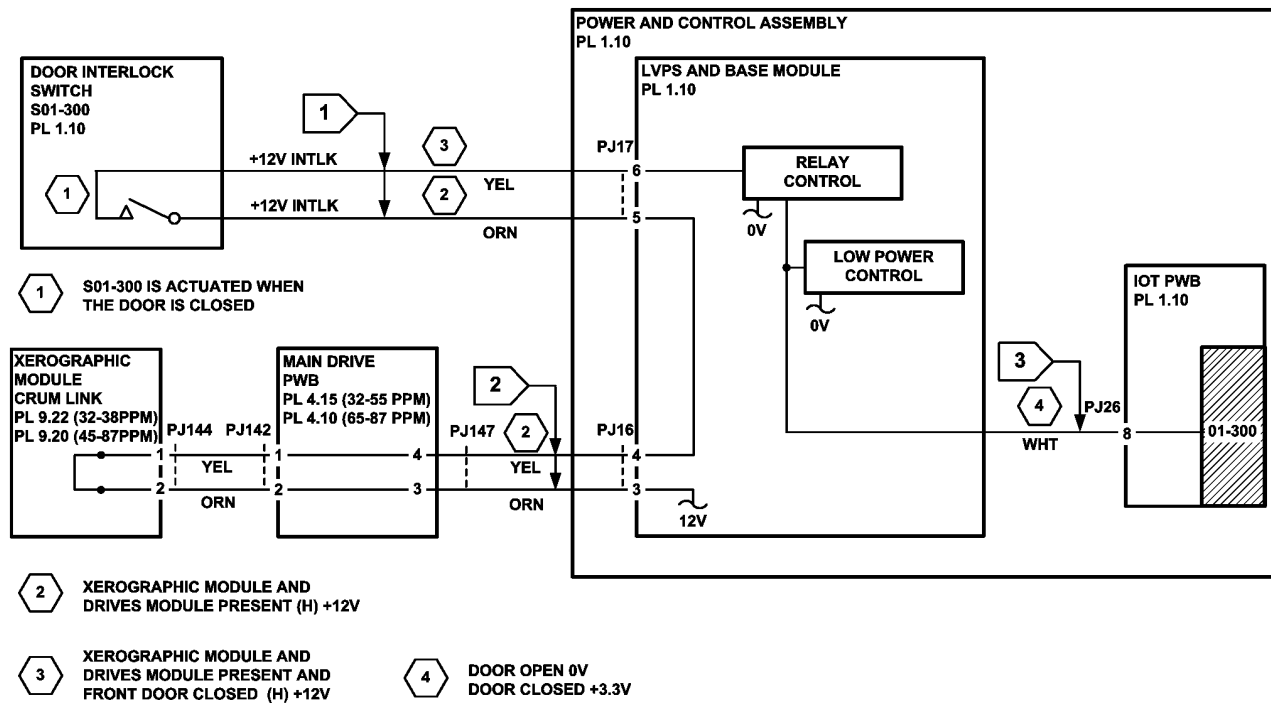 POWER AND CONTROL ASSEMBLY
PL 1.10
DOOR INTERLOCK
SWITCH
S01-300
PL 1.10
LVPS AND BASE MODULE
PL 1.10
1
+12V INTLK
3
YEL
PJ17
6
RELAY
CONTROL
0V
1
+12V INTLK
2
ORN
5
LOW POWER
CONTROL
0V
1
S01-300 IS ACTUATED WHEN
THE DOOR IS CLOSED
IOT PWB
PL 1.10
XEROGRAPHIC
MODULE
CRUM LINK
PL 9.22 (32-38PPM)
PL 9.20 (45-87PPM)
PJ144
PJ142
MAIN DRIVE
PWB
PL 4.15 (32-55 PPM)
PL 4.10 (65-87 PPM)
PJ147
2
2
PJ16
3
4
PJ26
WHT
8
01-300
1
YEL
1
4
YEL
4
2
ORN
2
3
ORN
3
12V
2
XEROGRAPHIC MODULE AND
DRIVES MODULE PRESENT (H) +12V
3
XEROGRAPHIC MODULE AND
DRIVES MODULE PRESENT AND
FRONT DOOR CLOSED (H) +12V
4
DOOR OPEN 0V
DOOR CLOSED +3.3V